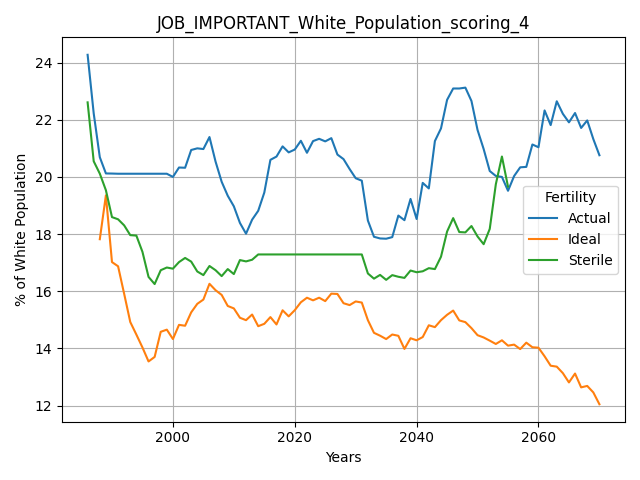 JOB_IMPORTANT_White_Population_scoring_4
% of White Population
24
22
20
18
16
14
12
Fertility
Actual
Ideal
Sterile
2000 2020 2040 2060
Years